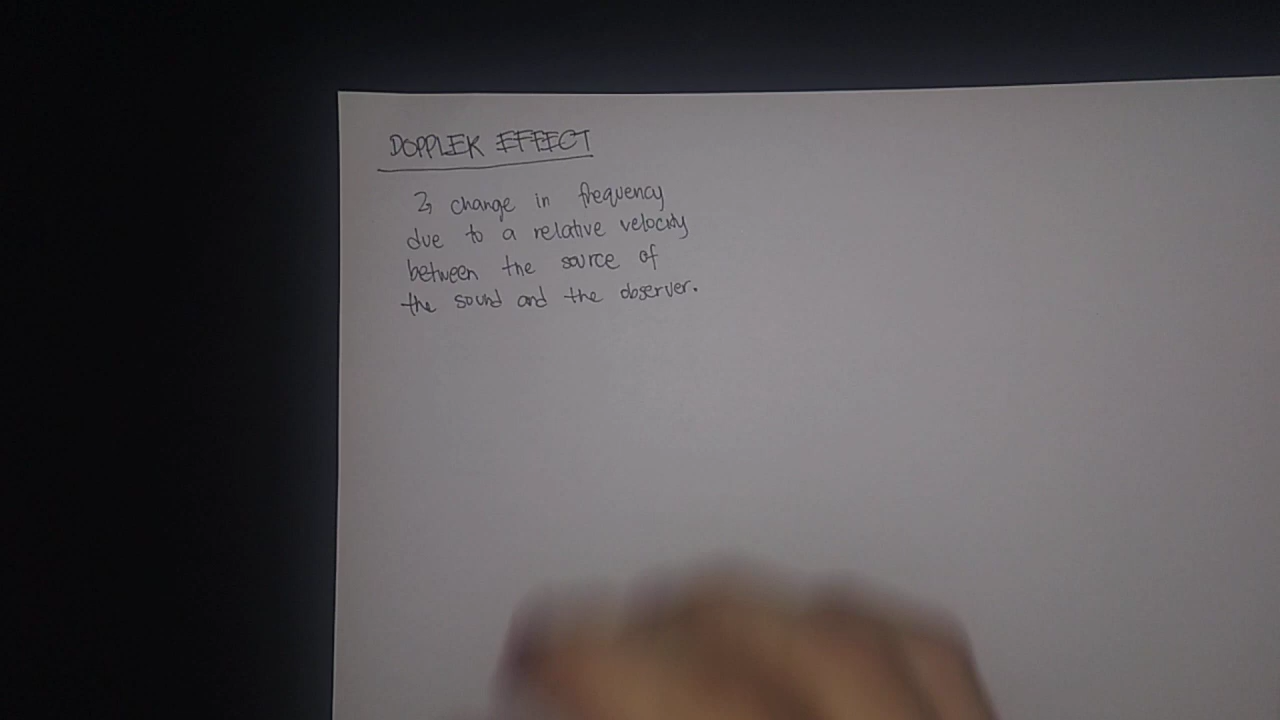 DOPPLER EFFECT
↳ change in frequency
due to a relative velocity
between the source of
the sound and the observer.